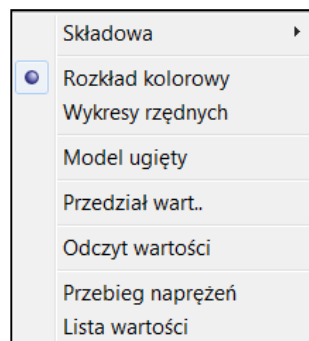 Składowa
Rozkład kolorowy
Wykresy rzędnych
Model ugięty
Przedział wart..
Odczyt wartości
Przebieg naprężeń
Lista wartości